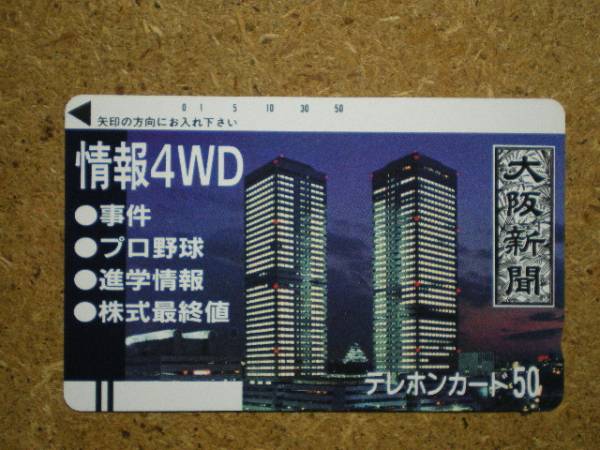 0 1 5 10 30 50
矢印の方向にお入れ下さい
情報4WD
●事件
●プロ野球
●進学情報
●株式最終値
大阪新聞
テレホンカード50